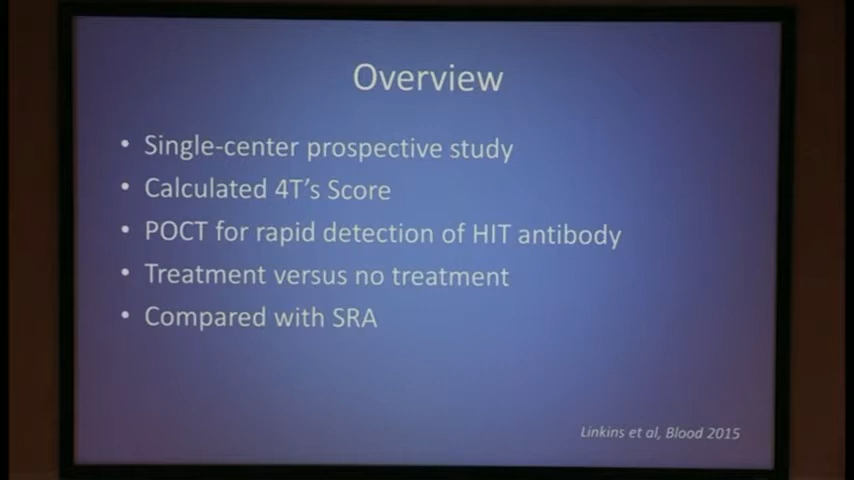 Overview
• Single-center prospective study
• Calculated 4T's Score
• POCT for rapid detection of HIT antibody
• Treatment versus no treatment
• Compared with SRA
Linkins et al, Blood 2015